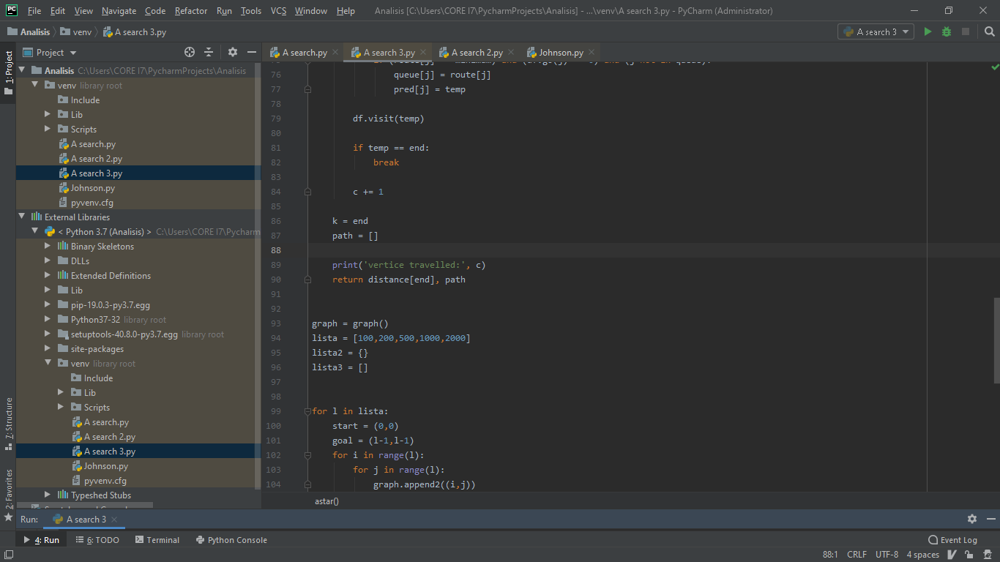 PC File Edit View Navigate Code Refactor Run Tools VCS Window Help Analisis [C:\Users\CORE I7\PycharmProjects\Analisis] - ...\venv\A search 3.py - PyCharm (Administrator)
Analisis venv A search 3.py A search 3
1: Project
7: Structure
2: Favorites
Project
Analisis C:\Users\CORE I7\PycharmProjects\Analisis
venv library root
Include
Lib
Scripts
A search.py
A search 2.py
A search 3.py
Johnson.py
pyvenv.cfg
External Libraries
< Python 3.7 (Analisis) > C:\Users\CORE I7\Pycharm
Binary Skeletons
DLLs
Extended Definitions
Lib
pip-19.0.3-py3.7.egg
Python37-32 library root
setuptools-40.8.0-py3.7.egg library root
site-packages
venv library root
Include
Lib
Scripts
A search.py
A search 2.py
A search 3.py
Johnson.py
pyvenv.cfg
Typeshed Stubs
A search.py A search 3.py A search 2.py Johnson.py
76 queue[j] = route[j]
77 pred[j] = temp
78
79 df.visit(temp)
80
81 if temp == end:
82 break
83
84 c += 1
85
86 k = end
87 path = []
88
89 print('vertice travelled:', c)
90 return distance[end], path
91
92
93 graph = graph()
94 lista = [100,200,500,1000,2000]
95 lista2 = {}
96 lista3 = []
97
98
99 for l in lista:
100 start = (0,0)
101 goal = (l-1,l-1)
102 for i in range(l):
103 for j in range(l):
104 graph.append2((i,j))
astar()
Run: A search 3
4: Run 6: TODO Terminal Python Console Event Log
88:1 CRLF UTF-8 4 spaces